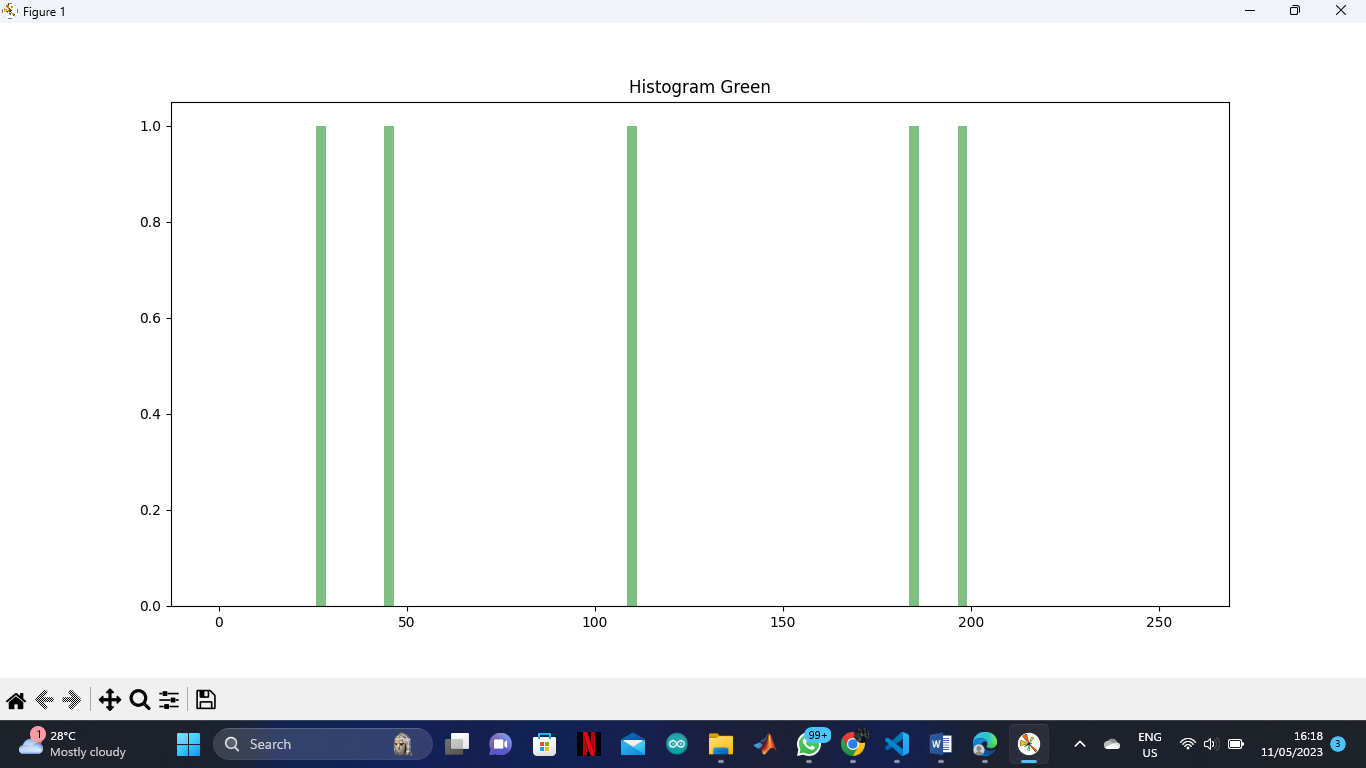 Figure 1
Histogram Green
1.0
0.8
0.6
0.4
0.2
0.0
0 50 100 150 200 250
1 28°C
Mostly cloudy
Search
N
99+
W
ENG
US
16:18
11/05/2023
3